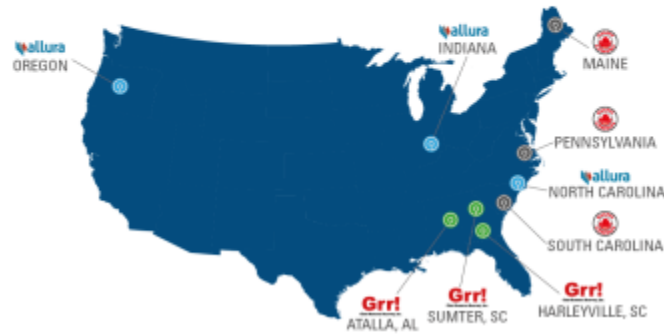 allura
OREGON
allura
INDIANA
MAINE
PENNSYLVANIA
allura
NORTH CAROLINA
SOUTH CAROLINA
Grr!
ATALLA, AL
Grr!
SUMTER, SC
Grr!
HARLEYVILLE, SC